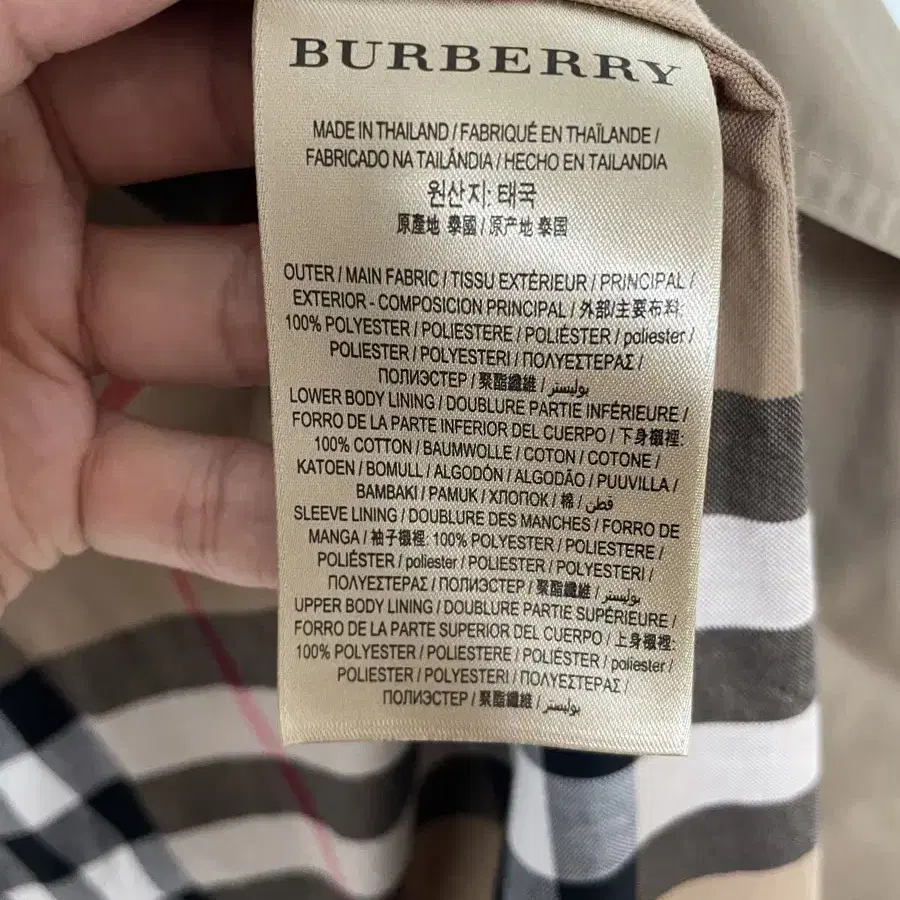 BURBERRY
MADE IN THAILAND / FABRIQUÉ EN THAÏLANDE /
FABRICADO NA TAILÂNDIA / HECHO EN TAILANDIA
원산지: 태국
原產地 泰國 / 原产地 泰国
OUTER / MAIN FABRIC / TISSU EXTÉRIEUR / PRINCIPAL /
EXTERIOR - COMPOSICION PRINCIPAL / 外部/主要布料:
100% POLYESTER / POLIESTERE / POLIÉSTER / poliester /
POLIESTER / POLYESTERI / ΠΟΛΥΕΣΤΕΡΑΣ /
ПОЛИЭСТЕР / 聚酯纖維 / بوليستر
LOWER BODY LINING / DOUBLURE PARTIE INFÉRIEURE /
FORRO DE LA PARTE INFERIOR DEL CUERPO / 下身襯裡:
100% COTTON / BAUMWOLLE / COTON / COTONE /
KATOEN / BOMULL / ALGODÓN / ALGODÃO / PUUVILLA /
BAMBAKI / PAMUK / ХЛОПОК / 棉 / قطن
SLEEVE LINING / DOUBLURE DES MANCHES / FORRO DE
MANGA / 袖子襯裡: 100% POLYESTER / POLIESTERE /
POLIÉSTER / poliester / POLIESTER / POLYESTERI /
ΠΟΛΥΕΣΤΕΡΑΣ / ПОЛИЭСТЕР / 聚酯纖維 / بوليستر
UPPER BODY LINING / DOUBLURE PARTIE SUPÉRIEURE /
FORRO DE LA PARTE SUPERIOR DEL CUERPO / 上身襯裡:
100% POLYESTER / POLIESTERE / POLIÉSTER / poliester /
POLIESTER / POLYESTERI / ΠΟΛΥΕΣΤΕΡΑΣ /
ПОЛИЭСТЕР / 聚酯纖維 / بوليستر